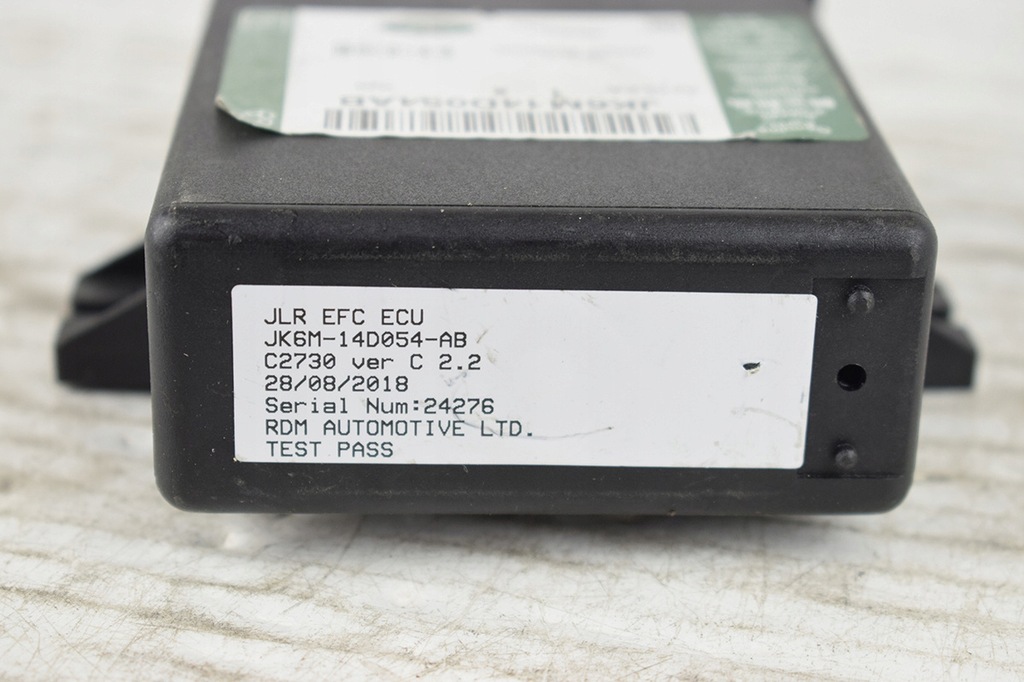 JK6M14D054AB
JLR EFC ECU
JK6M-14D054-AB
C2730 ver C 2.2
28/08/2018
Serial Num:24276
RDM AUTOMOTIVE LTD.
TEST PASS